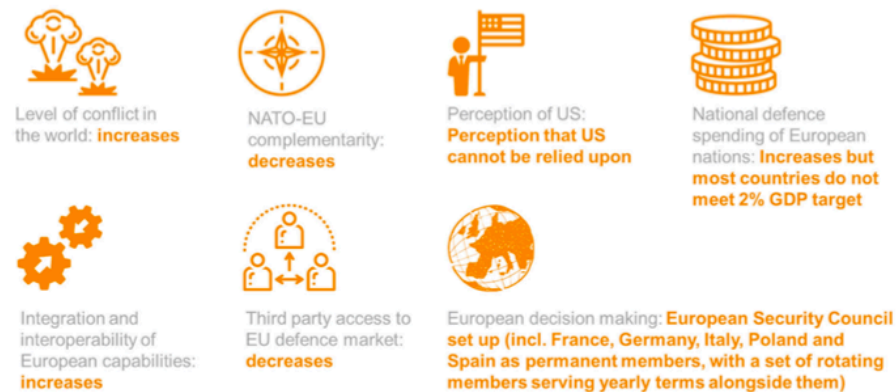 Level of conflict in
the world: increases
NATO-EU
complementarity:
decreases
Perception of US:
Perception that US
cannot be relied upon
National defence
spending of European
nations: Increases but
most countries do not
meet 2% GDP target
Integration and
interoperability of
European capabilities:
increases
Third party access to
EU defence market:
decreases
European decision making: European Security Council
set up (incl. France, Germany, Italy, Poland and
Spain as permanent members, with a set of rotating
members serving yearly terms alongside them)